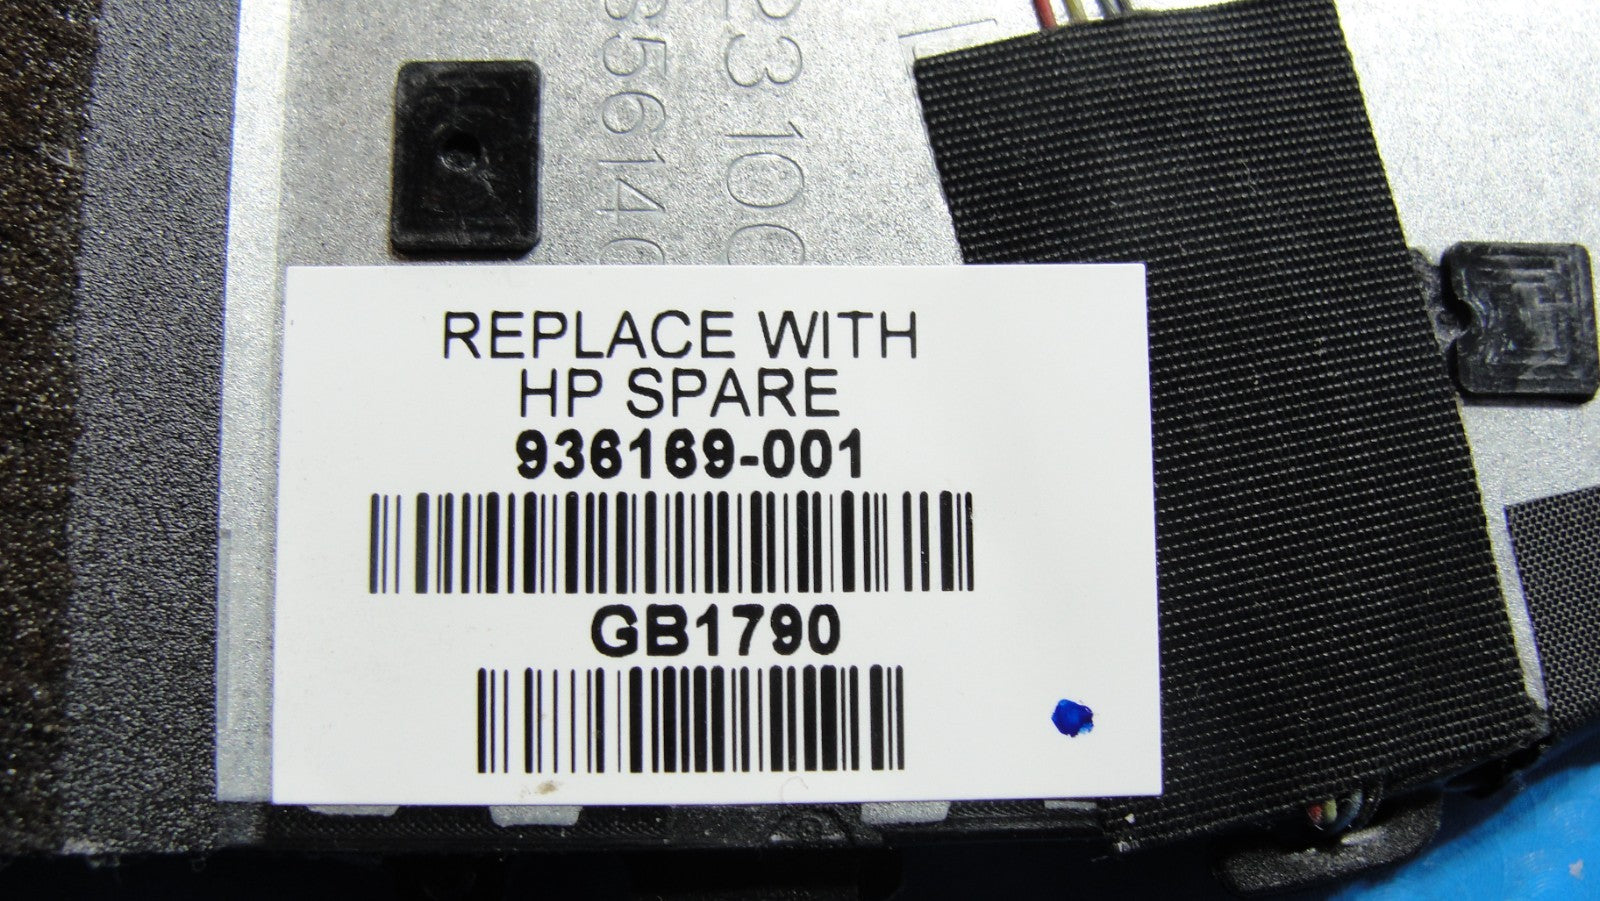 REPLACE WITH
HP SPARE
936169-001
GB1790